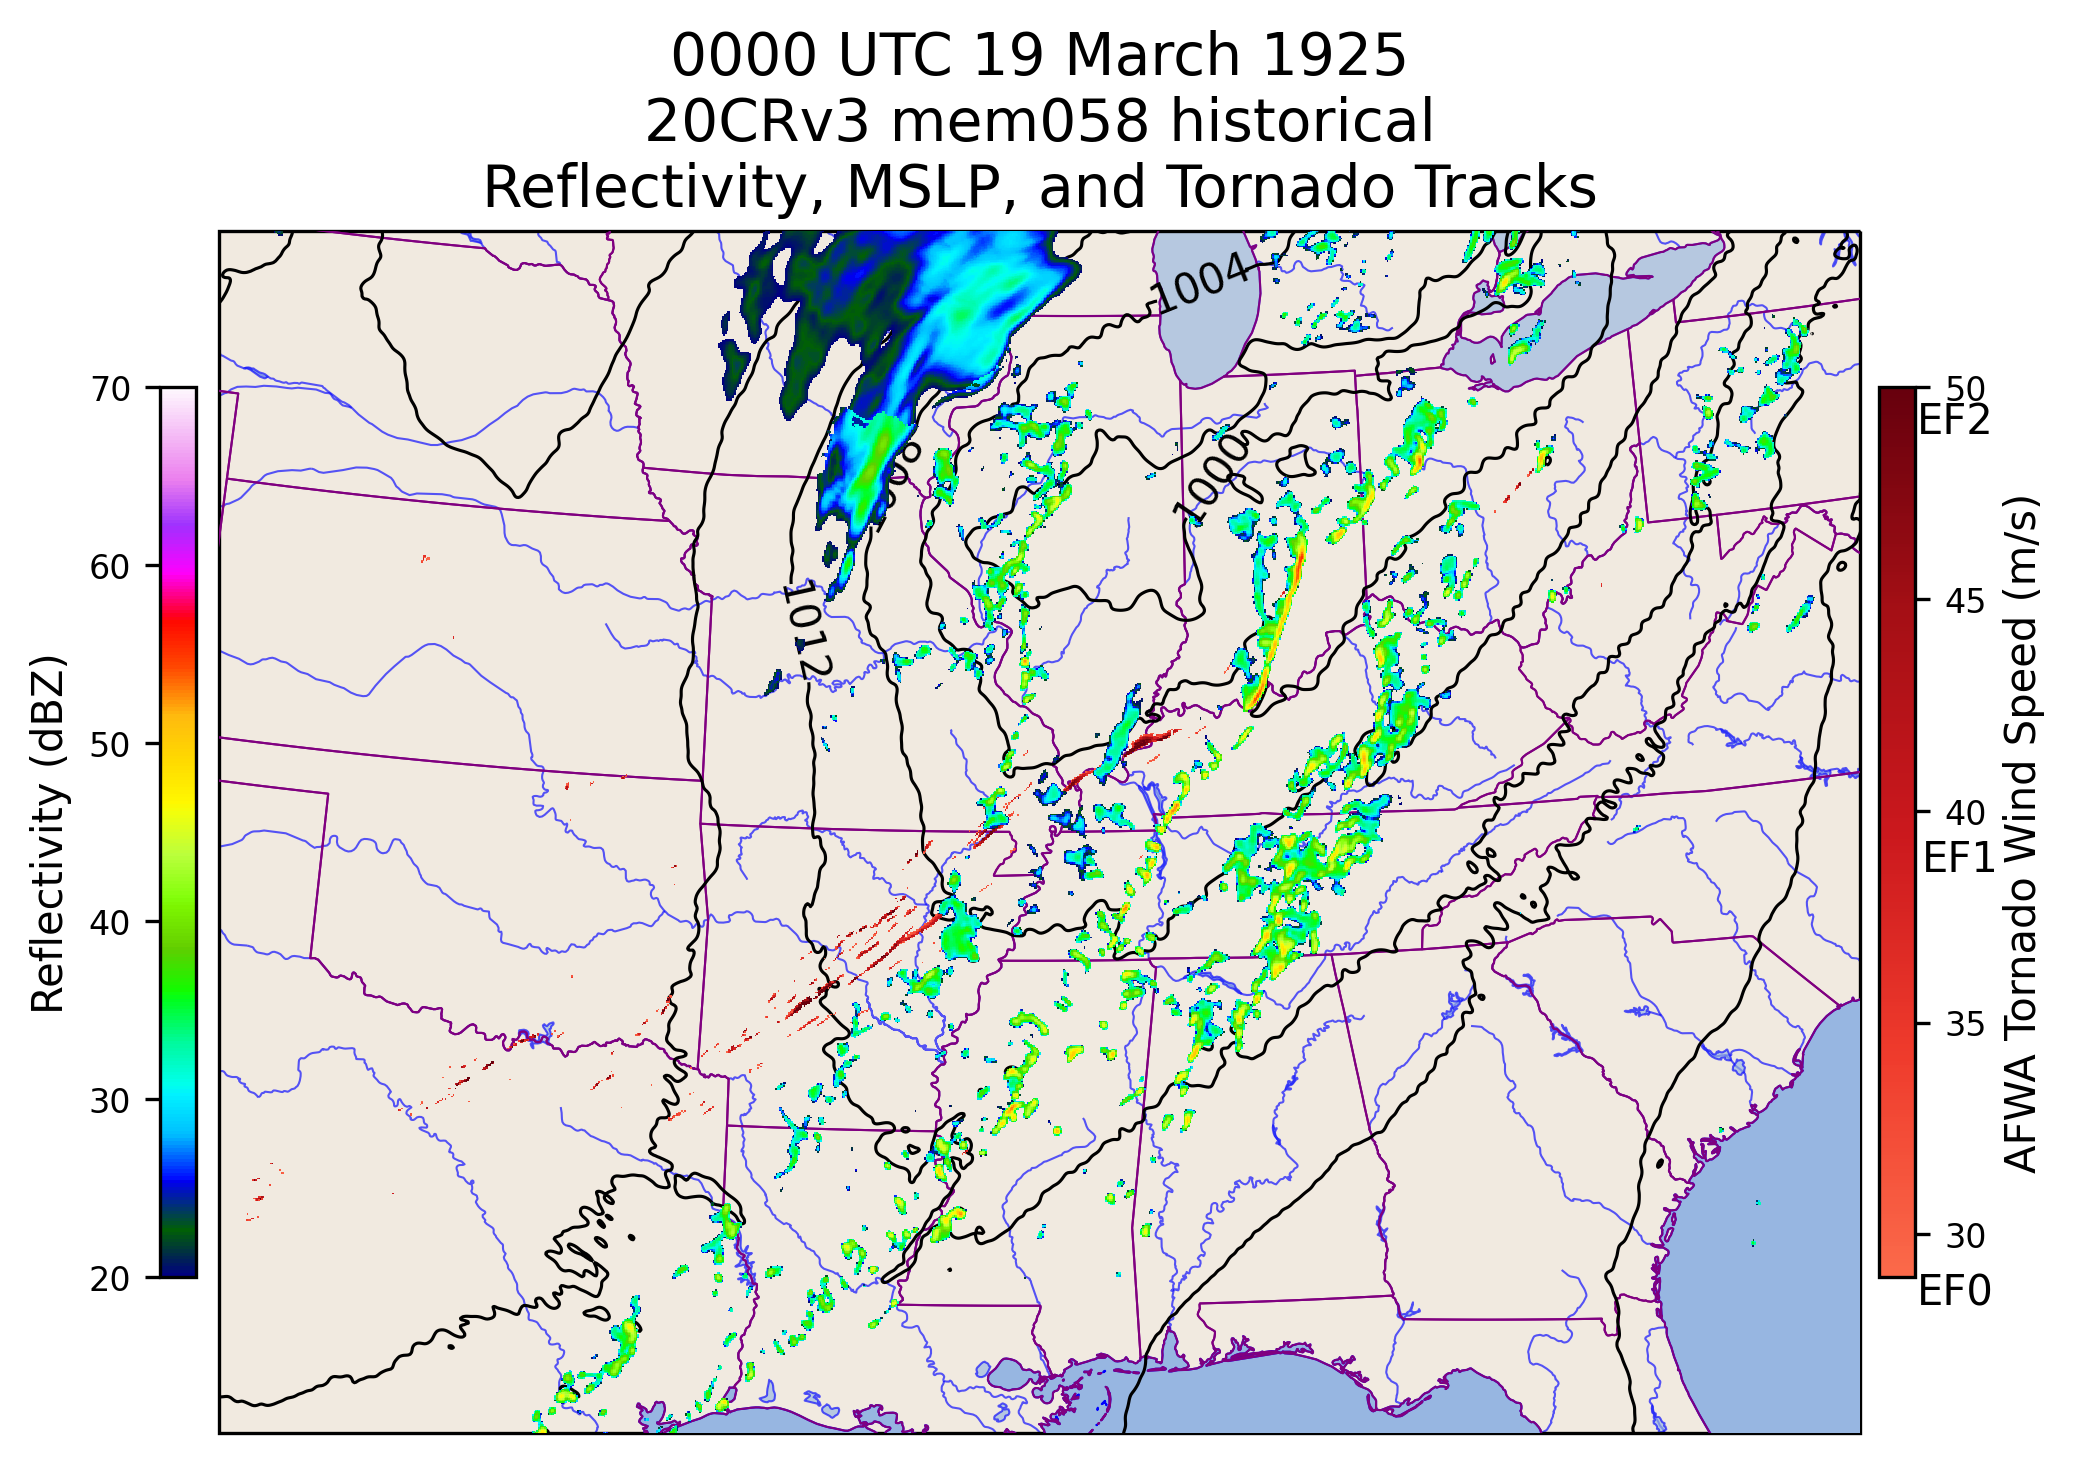 0000 UTC 19 March 1925
20CRv3 mem058 historical
Reflectivity, MSLP, and Tornado Tracks
Reflectivity (dBZ)
70
60
50
40
30
20
1004
1000
1012
50
EF2
45
40
EF1
35
30
EF0
AFWA Tornado Wind Speed (m/s)